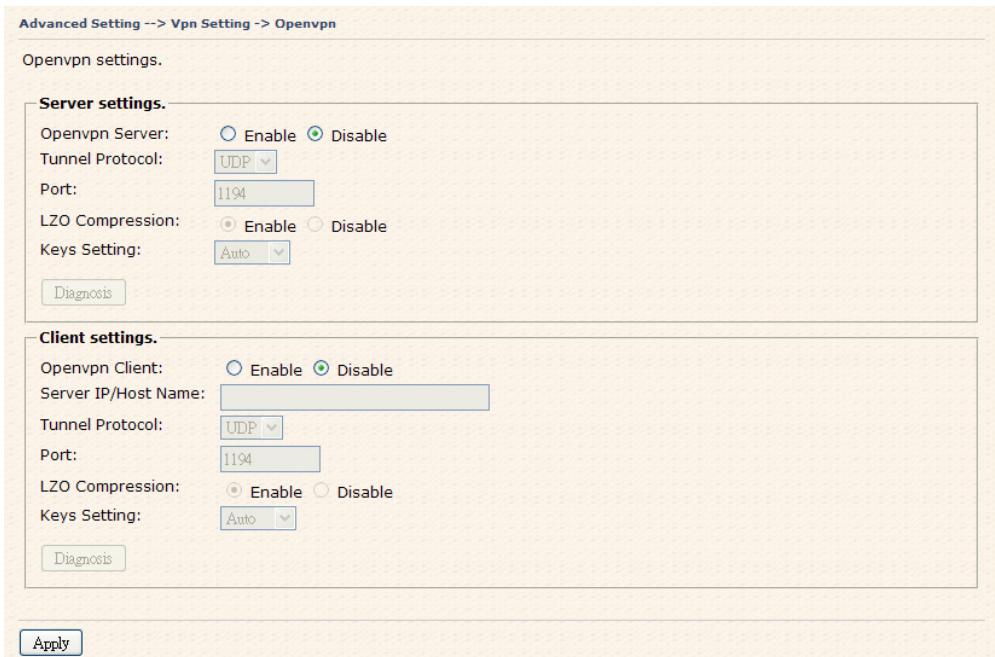 Advanced Setting --> Vpn Setting -> Openvpn
Openvpn settings.
Server settings.
Openvpn Server: Enable Disable
Tunnel Protocol: UDP
Port: 1194
LZO Compression: Enable Disable
Keys Setting: Auto
Diagnosis
Client settings.
Openvpn Client: Enable Disable
Server IP/Host Name:
Tunnel Protocol: UDP
Port: 1194
LZO Compression: Enable Disable
Keys Setting: Auto
Diagnosis
Apply